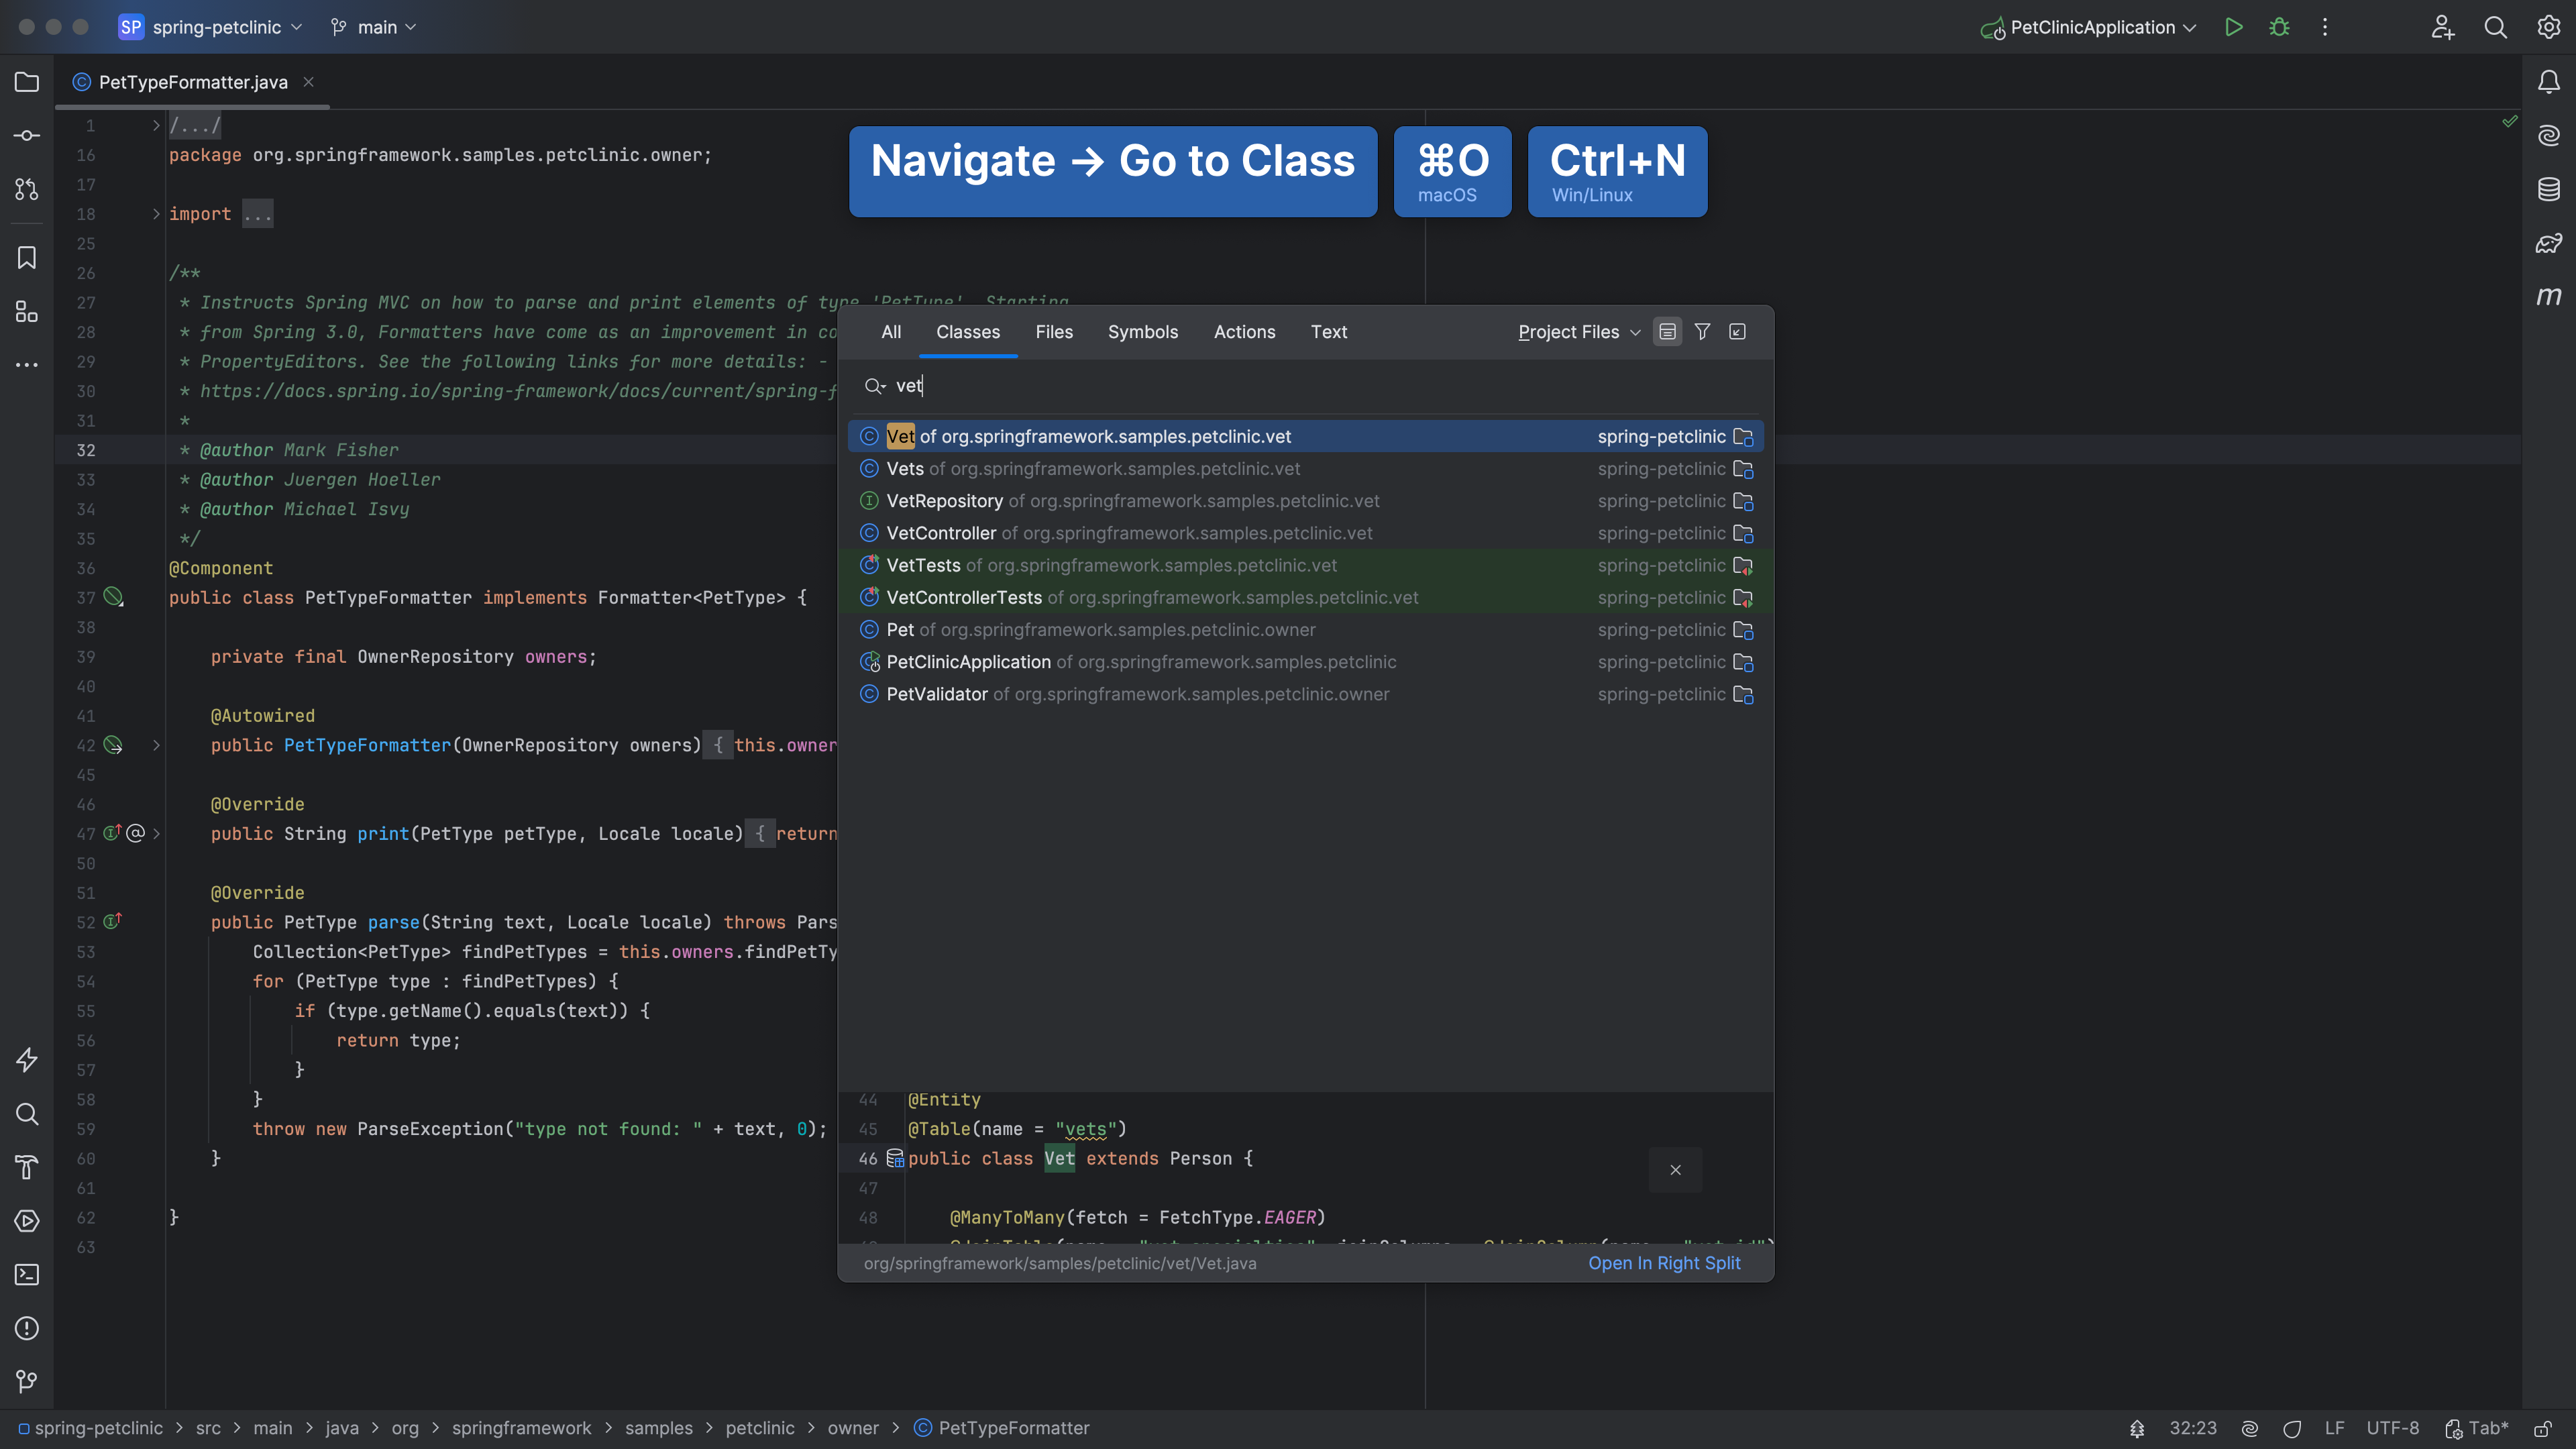 SP spring-petclinic main PetClinicApplication
PetTypeFormatter.java
Navigate → Go to Class
⌘O
macOS
Ctrl+N
Win/Linux
1 /.../
16 package org.springframework.samples.petclinic.owner;
17
18 import ...
25
26 /**
27 * Instructs Spring MVC on how to parse and print elements of type 'PetType'. Starting
28 * from Spring 3.0, Formatters have come as an improvement in co
29 * PropertyEditors. See the following links for more details: -
30 * https://docs.spring.io/spring-framework/docs/current/spring-f
31 *
32 * @author Mark Fisher
33 * @author Juergen Hoeller
34 * @author Michael Isvy
35 */
36 @Component
37 public class PetTypeFormatter implements Formatter<PetType> {
38
39 private final OwnerRepository owners;
40
41 @Autowired
42 public PetTypeFormatter(OwnerRepository owners) { this.owner
45
46 @Override
47 public String print(PetType petType, Locale locale) { return
50
51 @Override
52 public PetType parse(String text, Locale locale) throws Pars
53 Collection<PetType> findPetTypes = this.owners.findPetTy
54 for (PetType type : findPetTypes) {
55 if (type.getName().equals(text)) {
56 return type;
57 }
58 }
59 throw new ParseException("type not found: " + text, 0);
60 }
61
62 }
63
All Classes Files Symbols Actions Text Project Files
vet
Vet of org.springframework.samples.petclinic.vet spring-petclinic
Vets of org.springframework.samples.petclinic.vet spring-petclinic
VetRepository of org.springframework.samples.petclinic.vet spring-petclinic
VetController of org.springframework.samples.petclinic.vet spring-petclinic
VetTests of org.springframework.samples.petclinic.vet spring-petclinic
VetControllerTests of org.springframework.samples.petclinic.vet spring-petclinic
Pet of org.springframework.samples.petclinic.owner spring-petclinic
PetClinicApplication of org.springframework.samples.petclinic spring-petclinic
PetValidator of org.springframework.samples.petclinic.owner spring-petclinic
44 @Entity
45 @Table(name = "vets")
46 public class Vet extends Person {
47
48 @ManyToMany(fetch = FetchType.EAGER)
org/springframework/samples/petclinic/vet/Vet.java Open In Right Split
spring-petclinic > src > main > java > org > springframework > samples > petclinic > owner > PetTypeFormatter 32:23 LF UTF-8 Tab*